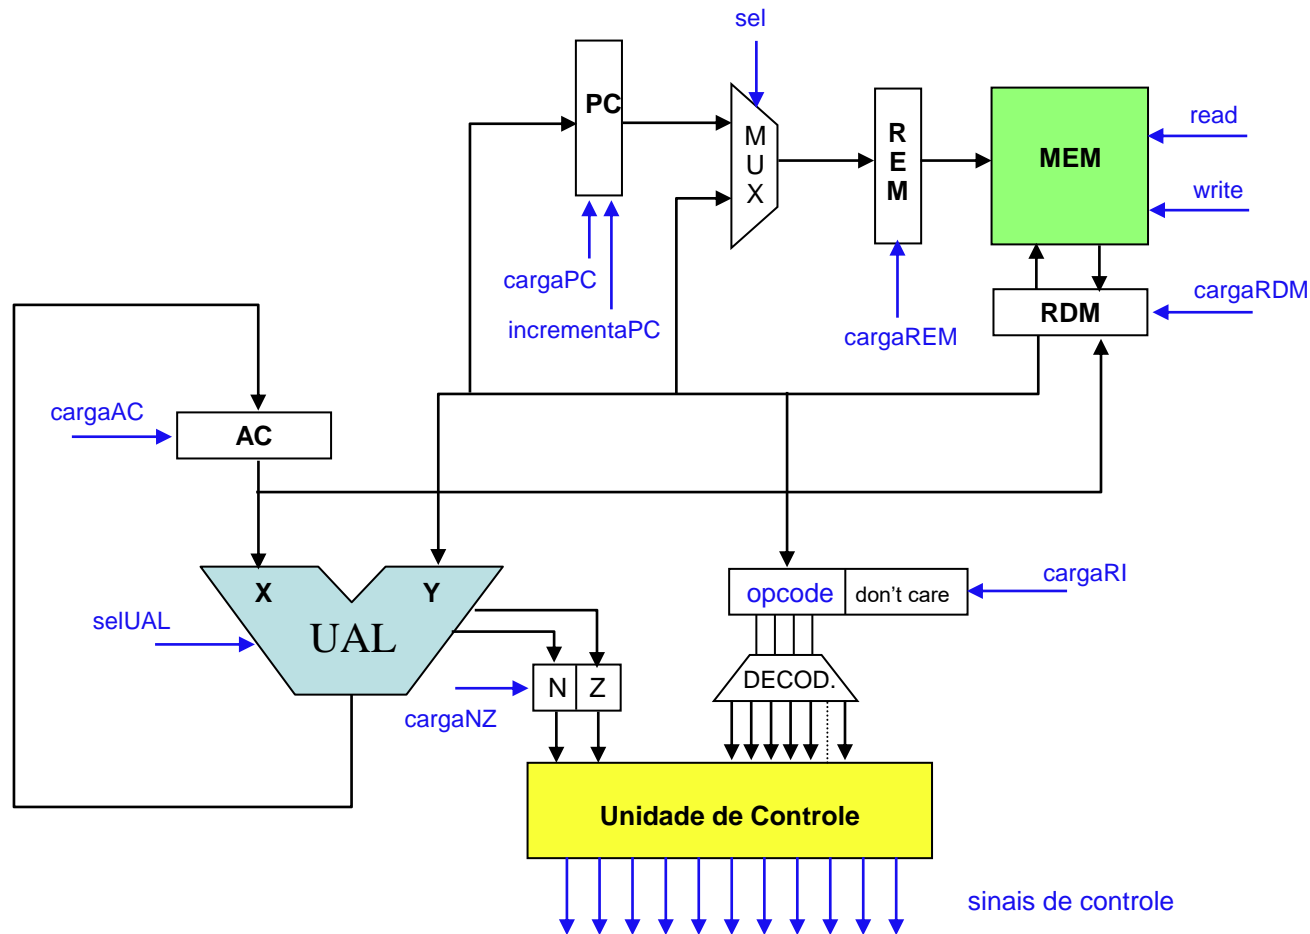 sel
PC
M
U
X
R
E
M
MEM
read
write
cargaPC
incrementaPC
cargaREM
RDM
cargaRDM
cargaAC
AC
X
Y
UAL
selUAL
opcode
don't care
cargaRI
N
Z
cargaNZ
DECOD.
Unidade de Controle
sinais de controle